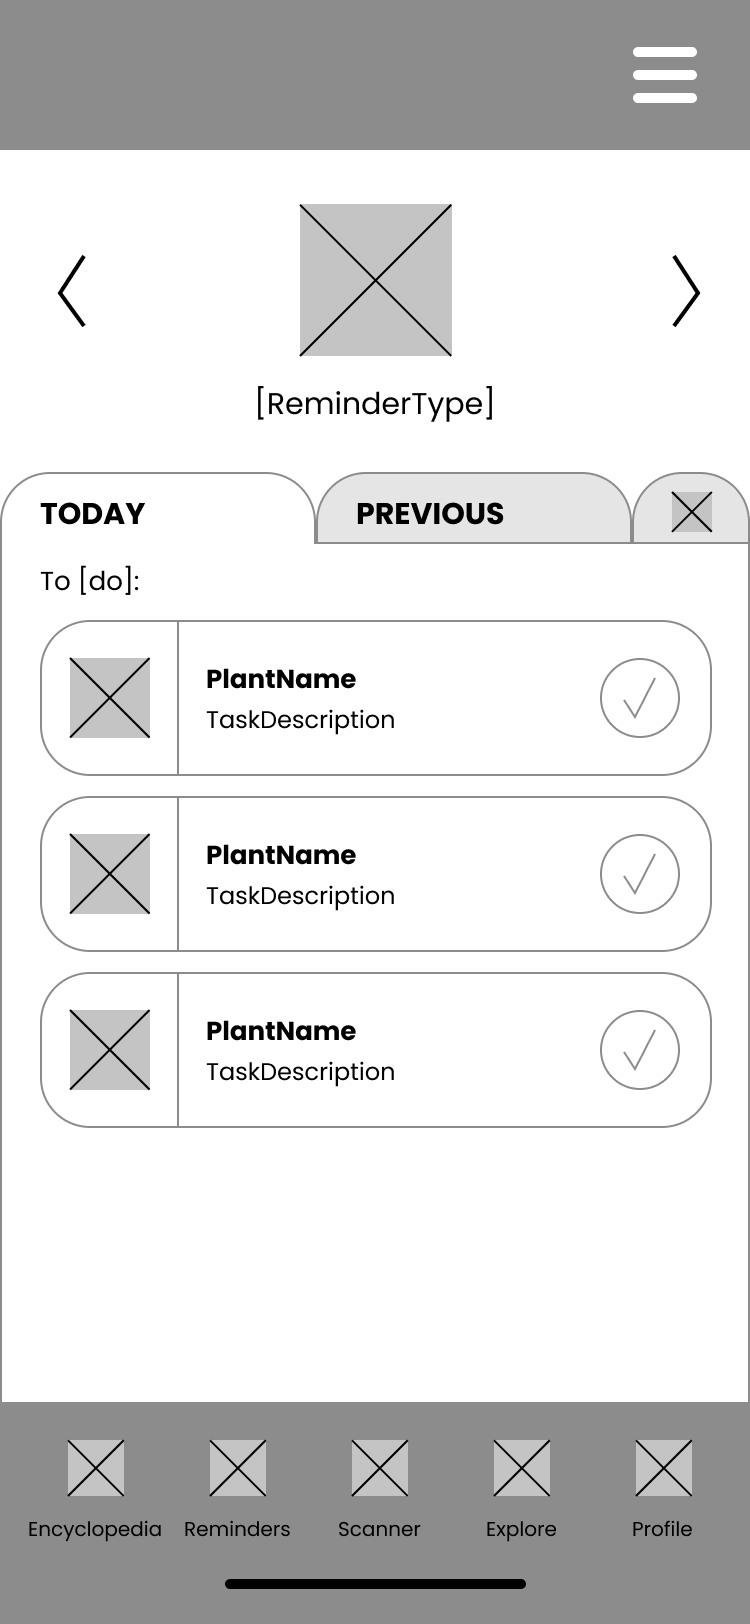 [ReminderType]
TODAY
PREVIOUS
To [do]:
PlantName
TaskDescription
PlantName
TaskDescription
PlantName
TaskDescription
Encyclopedia
Reminders
Scanner
Explore
Profile